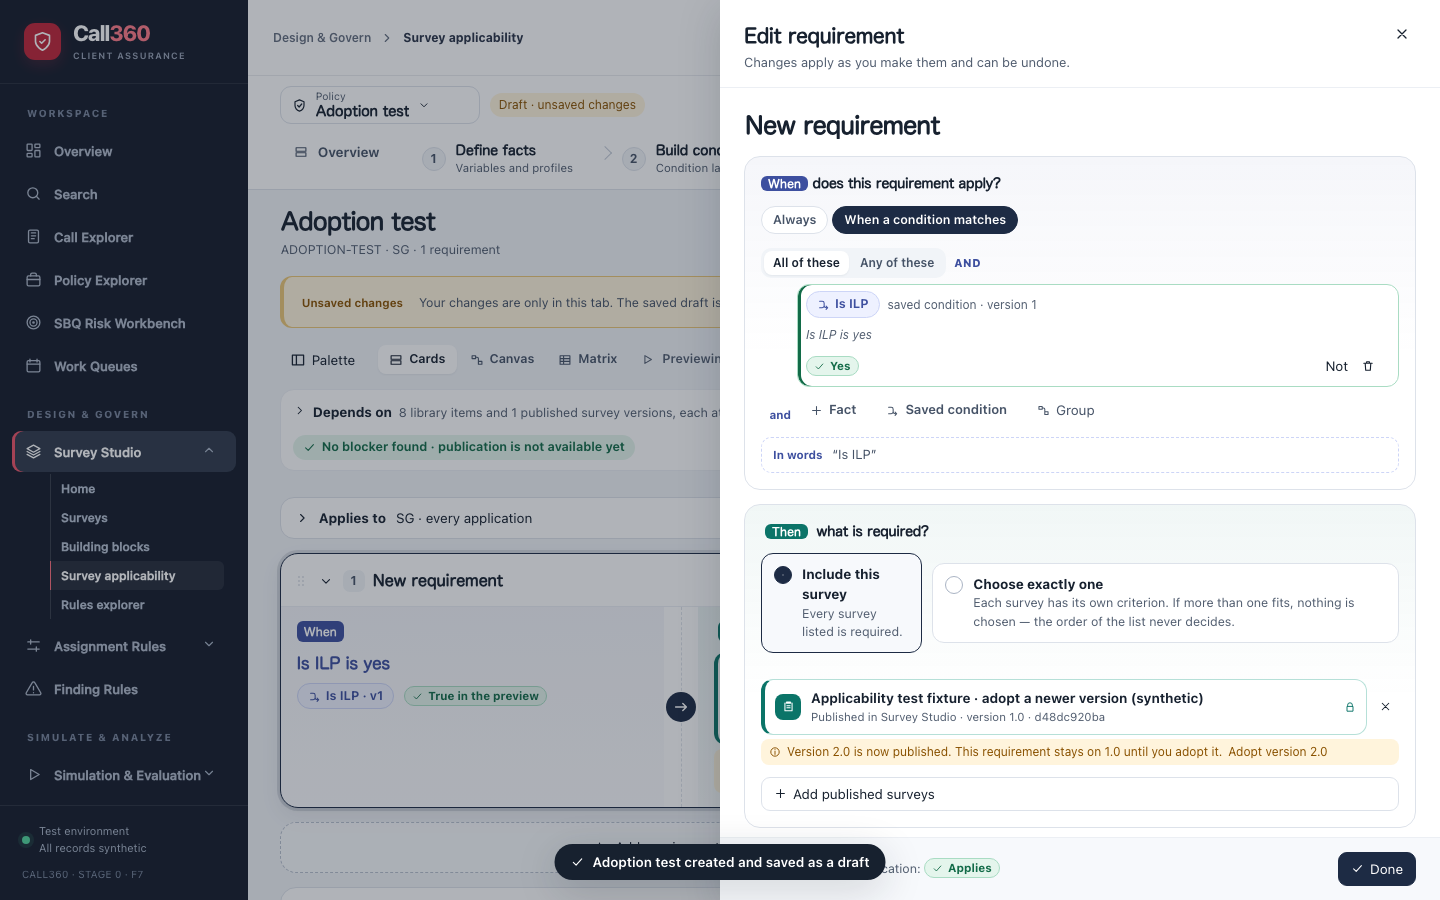 Call360
CLIENT ASSURANCE
WORKSPACE
Overview
Search
Call Explorer
Policy Explorer
SBQ Risk Workbench
Work Queues
DESIGN & GOVERN
Survey Studio
Home
Surveys
Building blocks
Survey applicability
Rules explorer
Assignment Rules
Finding Rules
SIMULATE & ANALYZE
Simulation & Evaluation
Test environment
All records synthetic
CALL360 · STAGE 0 · F7
Design & Govern > Survey applicability
Policy
Adoption test
Draft · unsaved changes
Overview
1 Define facts
Variables and profiles
2 Build
Condition
Adoption test
ADOPTION-TEST · SG · 1 requirement
Unsaved changes Your changes are only in this tab. The saved draft is
Palette Cards Canvas Matrix
Depends on 8 library items and 1 published survey versions, each
No blocker found · publication is not available yet
Applies to SG · every application
1 New requirement
When
Is ILP is yes
Is ILP · v1 True in the preview
Adoption test created and saved as a draft
Edit requirement
Changes apply as you make them and can be undone.
New requirement
When does this requirement apply?
Always When a condition matches
All of these Any of these AND
Is ILP saved condition · version 1
Is ILP is yes
Yes Not
and + Fact Saved condition Group
In words “Is ILP”
Then what is required?
Include this survey
Every survey listed is required.
Choose exactly one
Each survey has its own criterion. If more than one fits, nothing is
chosen — the order of the list never decides.
Applicability test fixture · adopt a newer version (synthetic)
Published in Survey Studio · version 1.0 · d48dc920ba
Version 2.0 is now published. This requirement stays on 1.0 until you adopt it. Adopt version 2.0
+ Add published surveys
Applies
Done